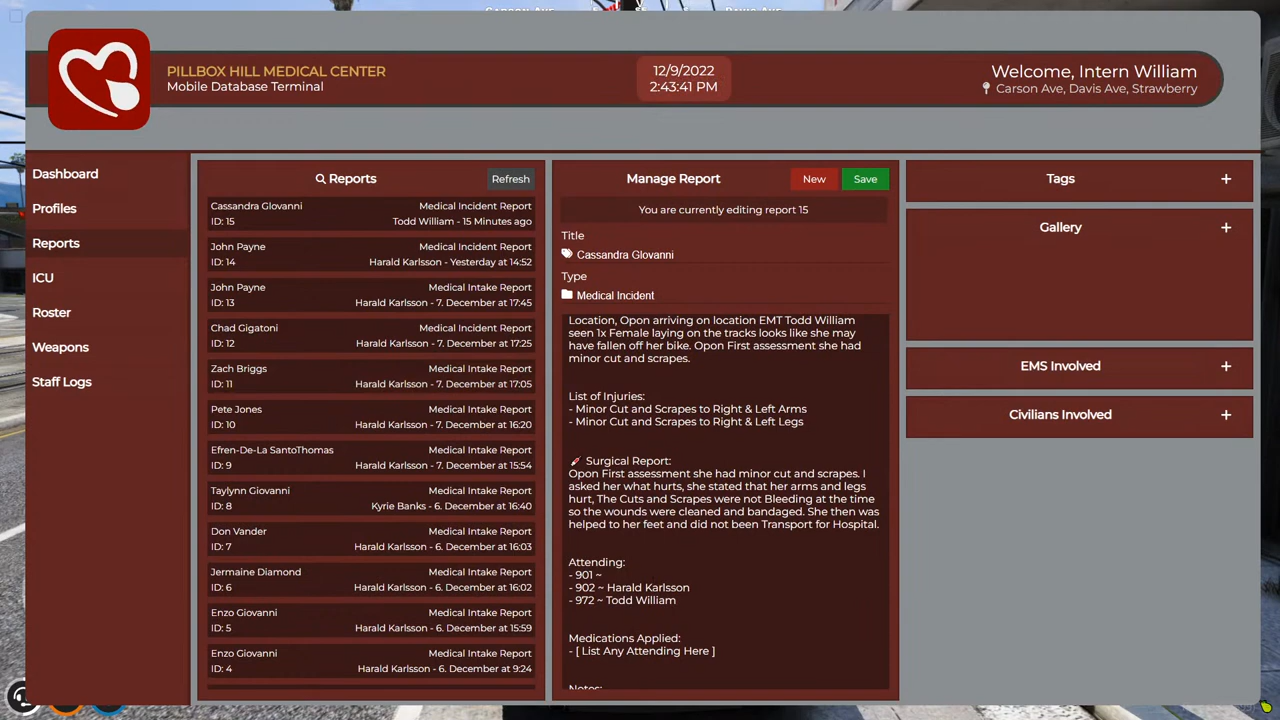 CARSON AVE
DAVIS AVE
PILLBOX HILL MEDICAL CENTER
Mobile Database Terminal
12/9/2022
2:43:41 PM
Welcome, Intern William
Carson Ave, Davis Ave, Strawberry
Dashboard
Profiles
Reports
ICU
Roster
Weapons
Staff Logs
Reports
Refresh
Cassandra GIovanni Medical Incident Report
ID: 15 Todd William - 15 Minutes ago
John Payne Medical Incident Report
ID: 14 Harald Karlsson - Yesterday at 14:52
John Payne Medical Intake Report
ID: 13 Harald Karlsson - 7. December at 17:45
Chad Gigatoni Medical Incident Report
ID: 12 Harald Karlsson - 7. December at 17:25
Zach Briggs Medical Intake Report
ID: 11 Harald Karlsson - 7. December at 17:05
Pete Jones Medical Intake Report
ID: 10 Harald Karlsson - 7. December at 16:20
Efren-De-La SantoThomas Medical Intake Report
ID: 9 Harald Karlsson - 7. December at 15:54
Taylynn Giovanni Medical Intake Report
ID: 8 Kyrie Banks - 6. December at 16:40
Don Vander Medical Intake Report
ID: 7 Harald Karlsson - 6. December at 16:03
Jermaine Diamond Medical Intake Report
ID: 6 Harald Karlsson - 6. December at 16:02
Enzo Giovanni Medical Intake Report
ID: 5 Harald Karlsson - 6. December at 15:59
Enzo Giovanni Medical Intake Report
ID: 4 Harald Karlsson - 6. December at 9:24
Manage Report
New
Save
You are currently editing report 15
Title
Cassandra GIovanni
Type
Medical Incident
Location, Opon arriving on location EMT Todd William
seen 1x Female laying on the tracks looks like she may
have fallen off her bike. Opon First assessment she had
minor cut and scrapes.
List of Injuries:
- Minor Cut and Scrapes to Right & Left Arms
- Minor Cut and Scrapes to Right & Left Legs
Surgical Report:
Opon First assessment she had minor cut and scrapes. I
asked her what hurts, she stated that her arms and legs
hurt, The Cuts and Scrapes were not Bleeding at the time
so the wounds were cleaned and bandaged. She then was
helped to her feet and did not been Transport for Hospital.
Attending:
- 901 ~
- 902 ~ Harald Karlsson
- 972 ~ Todd William
Medications Applied:
- [ List Any Attending Here ]
Notes:
Tags +
Gallery +
EMS Involved +
Civilians Involved +